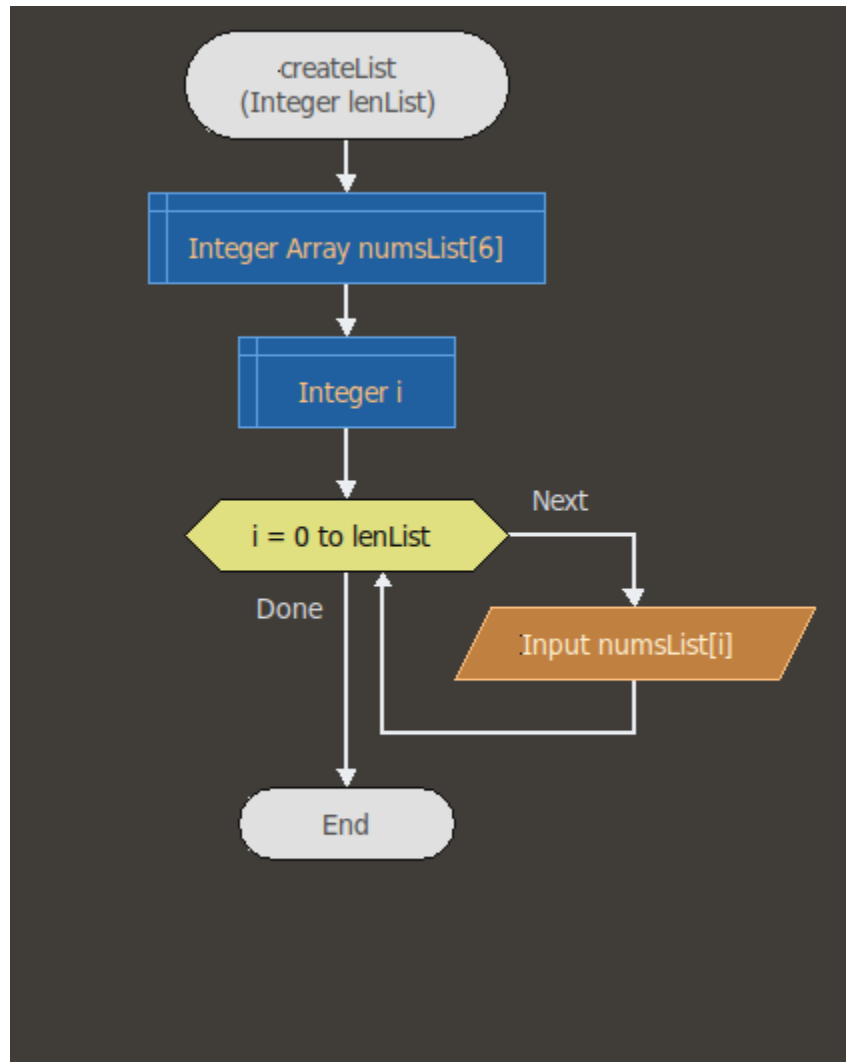 createList
(Integer lenList)
Integer Array numsList[6]
Integer i
i = 0 to lenList
Next
Done
Input numsList[i]
End